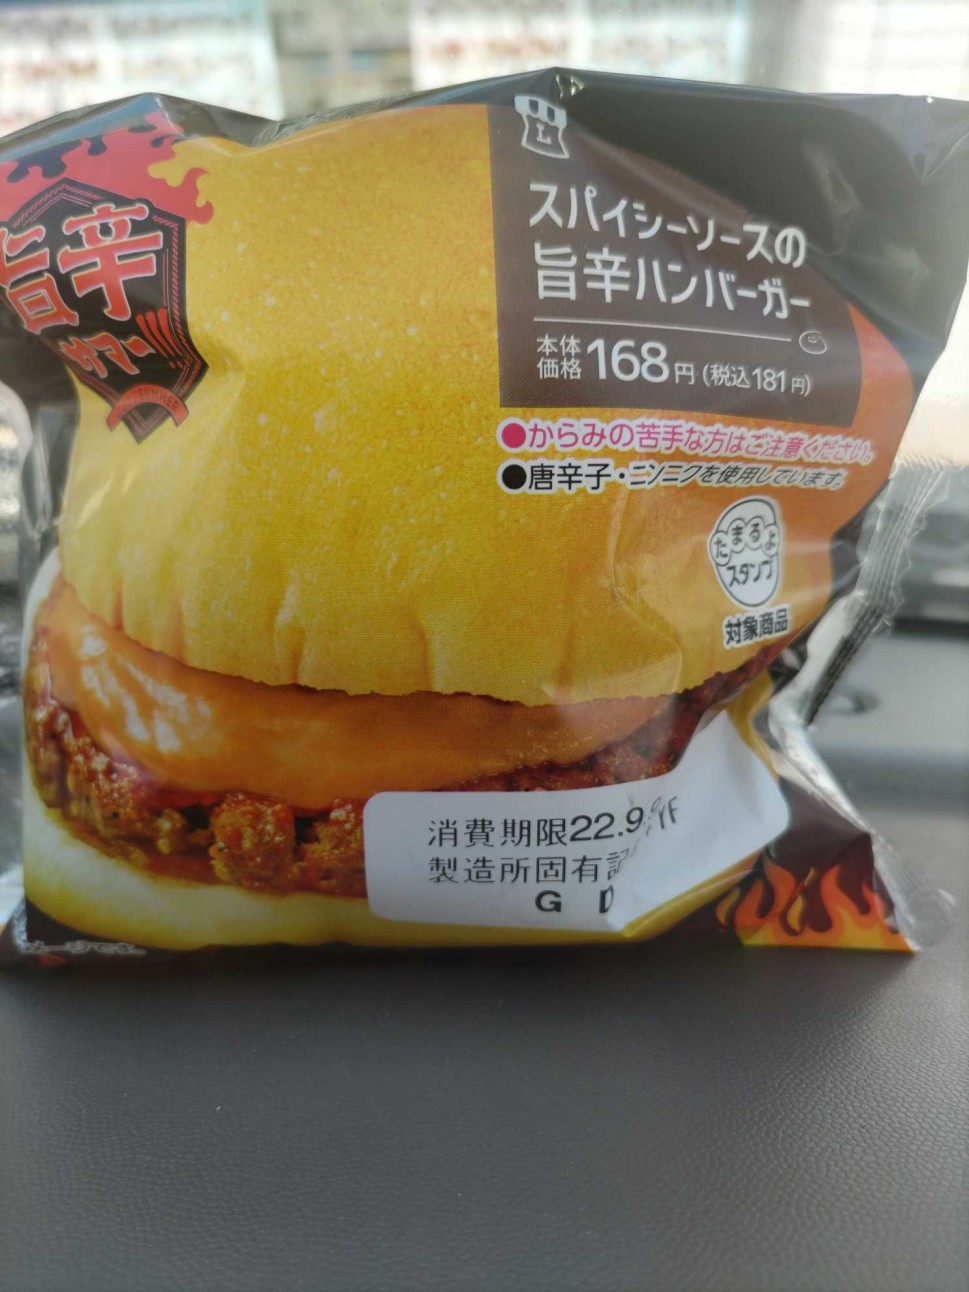 旨辛
スパイシーソースの
旨辛ハンバーガー
本体
価格 168円 (税込181円)
●からみの苦手な方はご注意ください。
●唐辛子・ニンニクを使用しています。
たまるよ
スタンプ
対象商品
消費期限22.9.
製造所固有記
G D